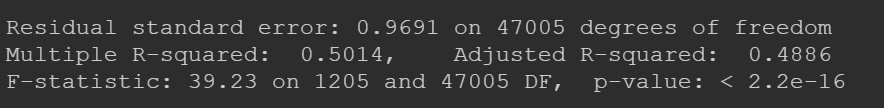 Residual standard error: 0.9691 on 47005 degrees of freedom
Multiple R-squared:  0.5014,    Adjusted R-squared:  0.4886
F-statistic: 39.23 on 1205 and 47005 DF,  p-value: < 2.2e-16